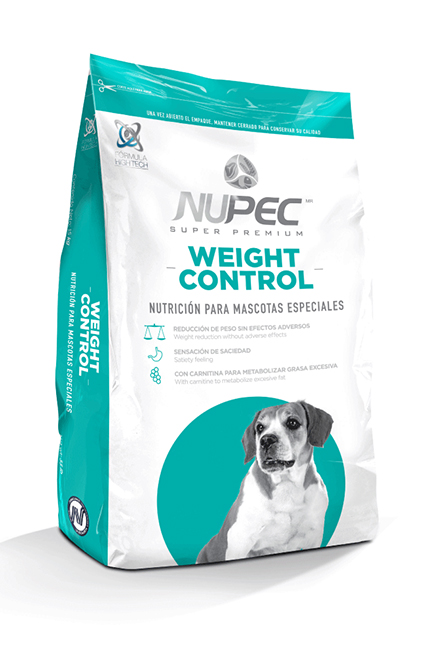 UNA VEZ ABIERTO EL EMPAQUE, MANTENER CERRADO PARA CONSERVAR SU CALIDAD
FÓRMULA
HIGHTECH
NUPEC MR
SUPER PREMIUM
WEIGHT
CONTROL
NUTRICIÓN PARA MASCOTAS ESPECIALES
REDUCCIÓN DE PESO SIN EFECTOS ADVERSOS
Weight reduction without adverse effects
SENSACIÓN DE SACIEDAD
Satiety feeling
CON CARNITINA PARA METABOLIZAR GRASA EXCESIVA
With carnitine to metabolize excessive fat
WEIGHT
CONTROL
NUTRICIÓN PARA MASCOTAS ESPECIALES